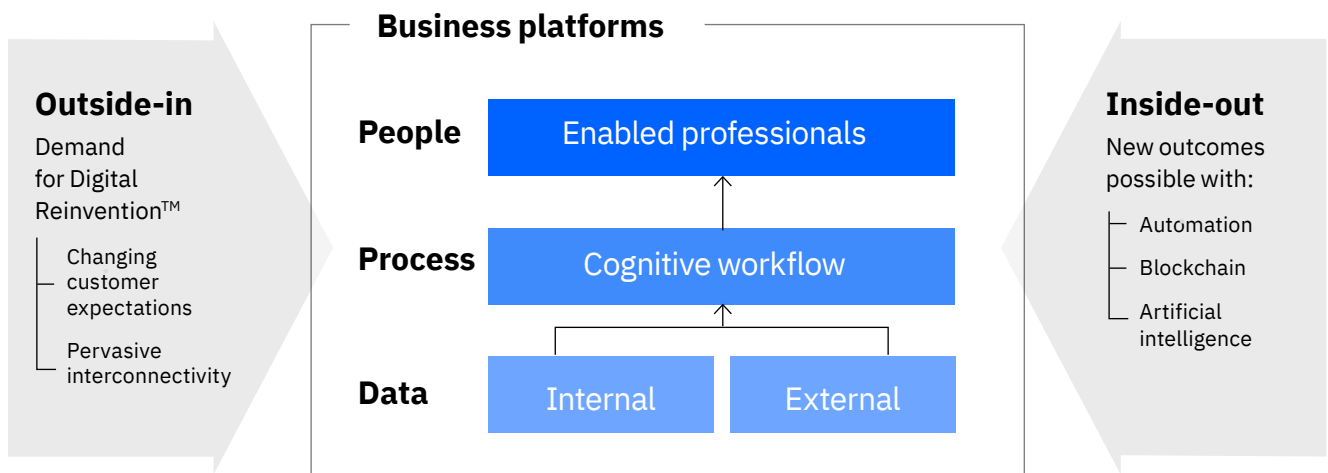 Business platforms
Outside-in
Demand
for Digital
Reinvention™
Changing
customer
expectations
Pervasive
interconnectivity
People
Enabled professionals
Process
Cognitive workflow
Data
Internal
External
Inside-out
New outcomes
possible with:
Automation
Blockchain
Artificial
intelligence